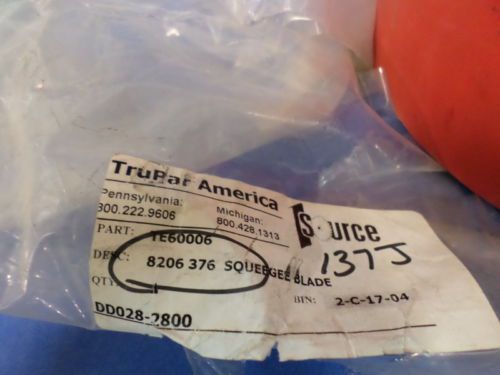 TruPar America
Source
Pennsylvania:
800.222.9606
Michigan:
800.428.1313
137J
PART: TE60006
DESC: 8206 376 SQUEEGEE BLADE
QTY:
BIN: 2-C-17-04
DD028-2800